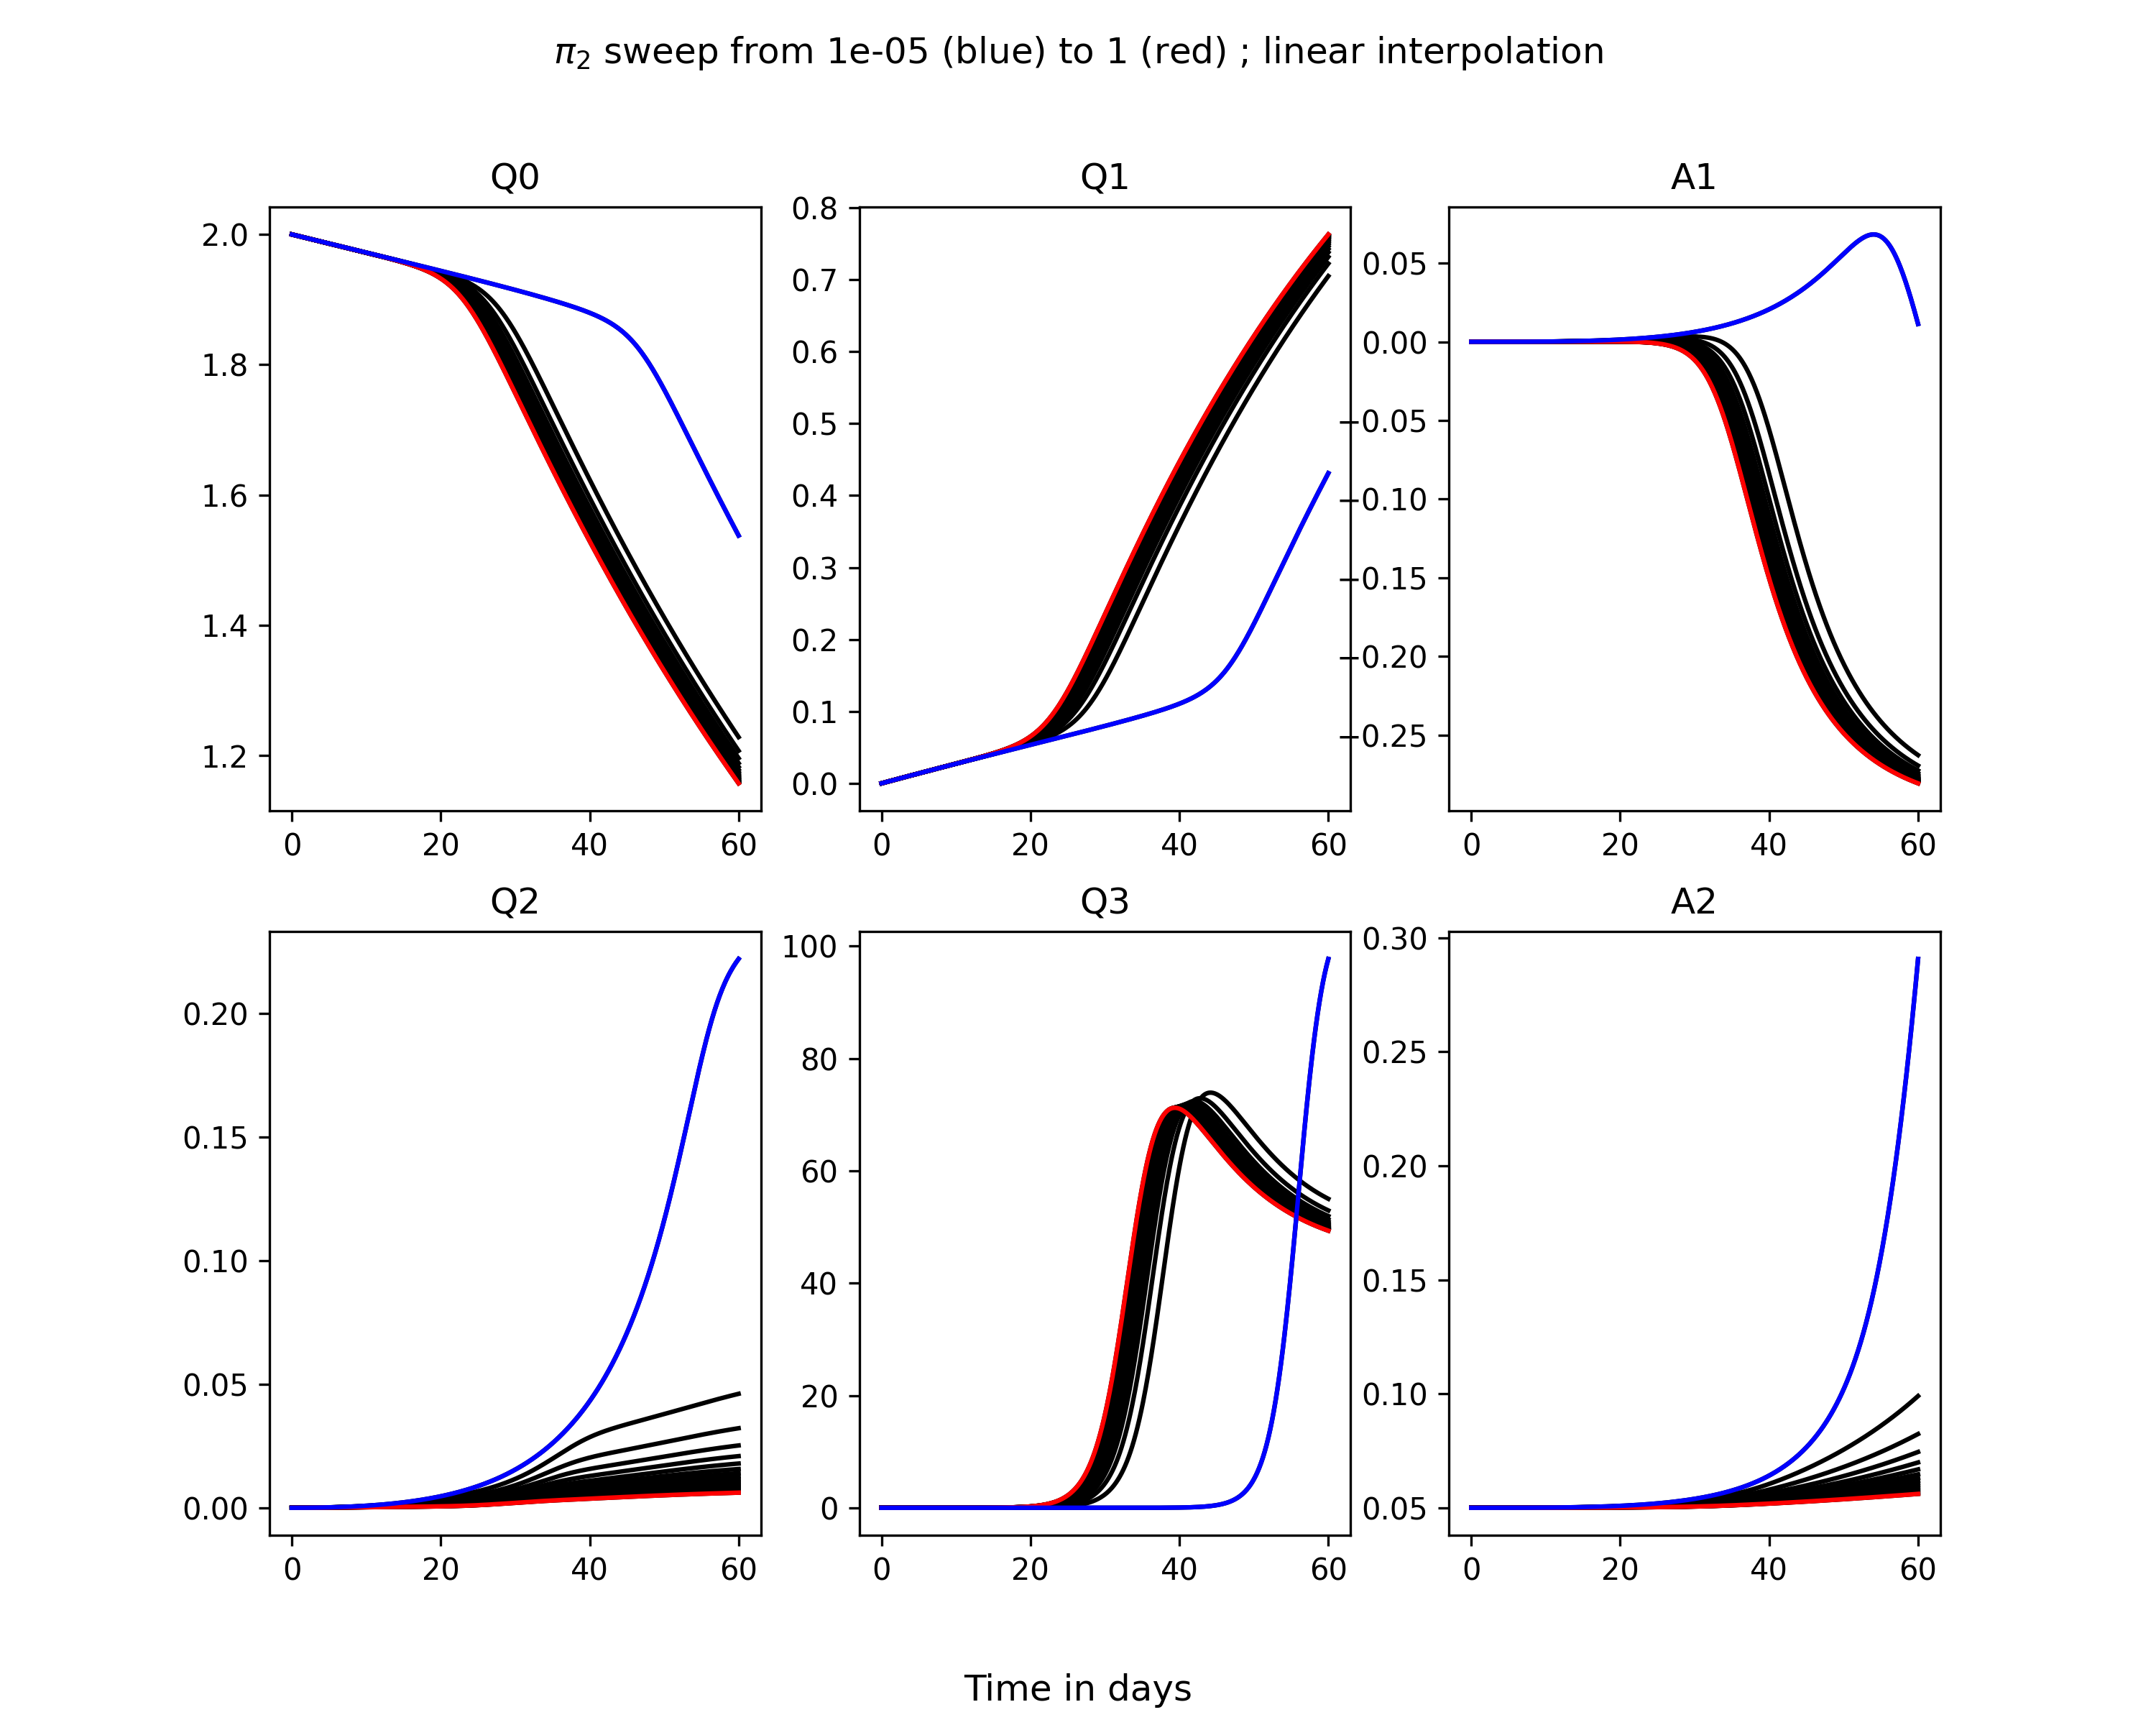 π₂ sweep from 1e-05 (blue) to 1 (red) ; linear interpolation
Q0
Q1
A1
2.0
1.8
1.6
1.4
1.2
0 20 40 60
0.8
0.7
0.6
0.5
0.4
0.3
0.2
0.1
0.0
0 20 40 60
0.05
0.00
−0.05
−0.10
−0.15
−0.20
−0.25
0 20 40 60
Q2
Q3
A2
0.20
0.15
0.10
0.05
0.00
0 20 40 60
100
80
60
40
20
0
0 20 40 60
0.30
0.25
0.20
0.15
0.10
0.05
0 20 40 60
Time in days